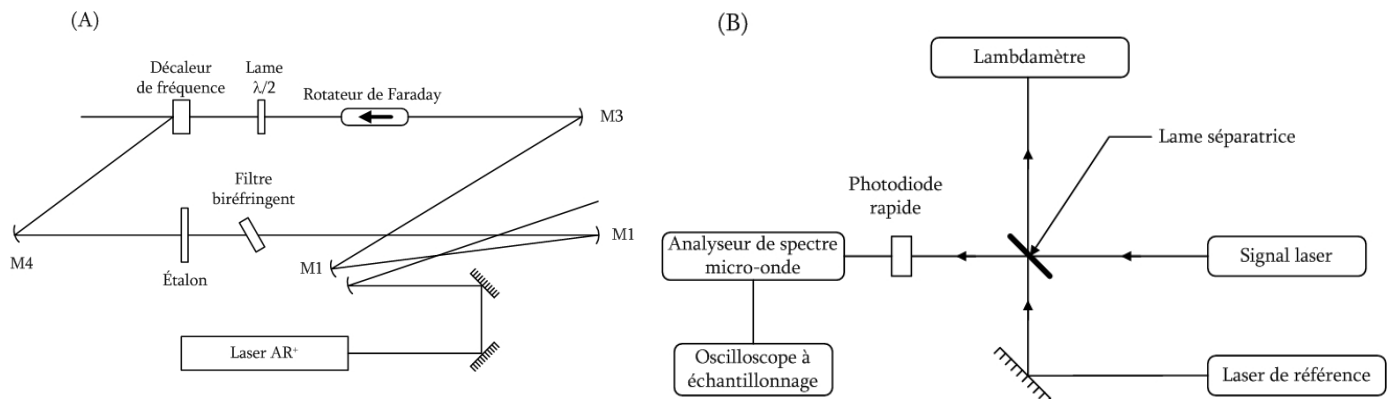 (A)
Décaleur
de fréquence
Lame
λ/2
Rotateur de Faraday
M3
Filtre
biréfringent
M4
Étalon
M1
M1
Laser AR⁺
(B)
Lambdamètre
Lame séparatrice
Photodiode
rapide
Analyseur de spectre
micro-onde
Signal laser
Oscilloscope à
échantillonnage
Laser de référence